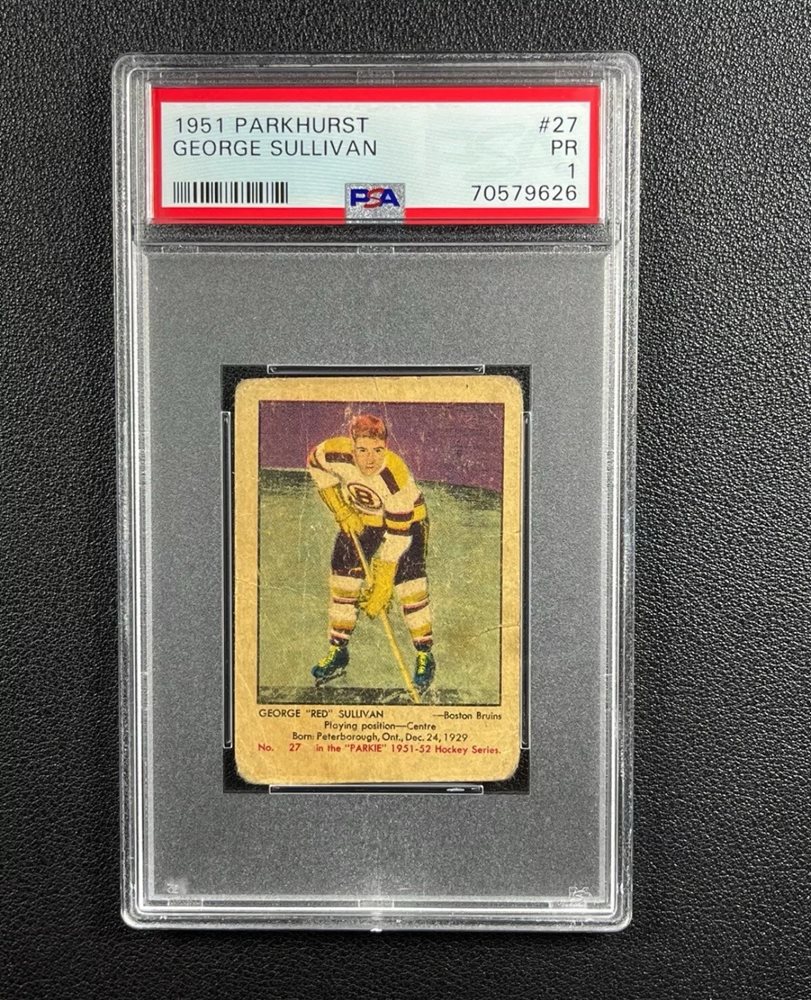 1951 PARKHURST #27
GEORGE SULLIVAN PR
1
PSA 70579626
B
GEORGE "RED" SULLIVAN —Boston Bruins
Playing position—Centre
Born: Peterborough, Ont., Dec. 24, 1929
No. 27 in the "PARKIE" 1951-52 Hockey Series.